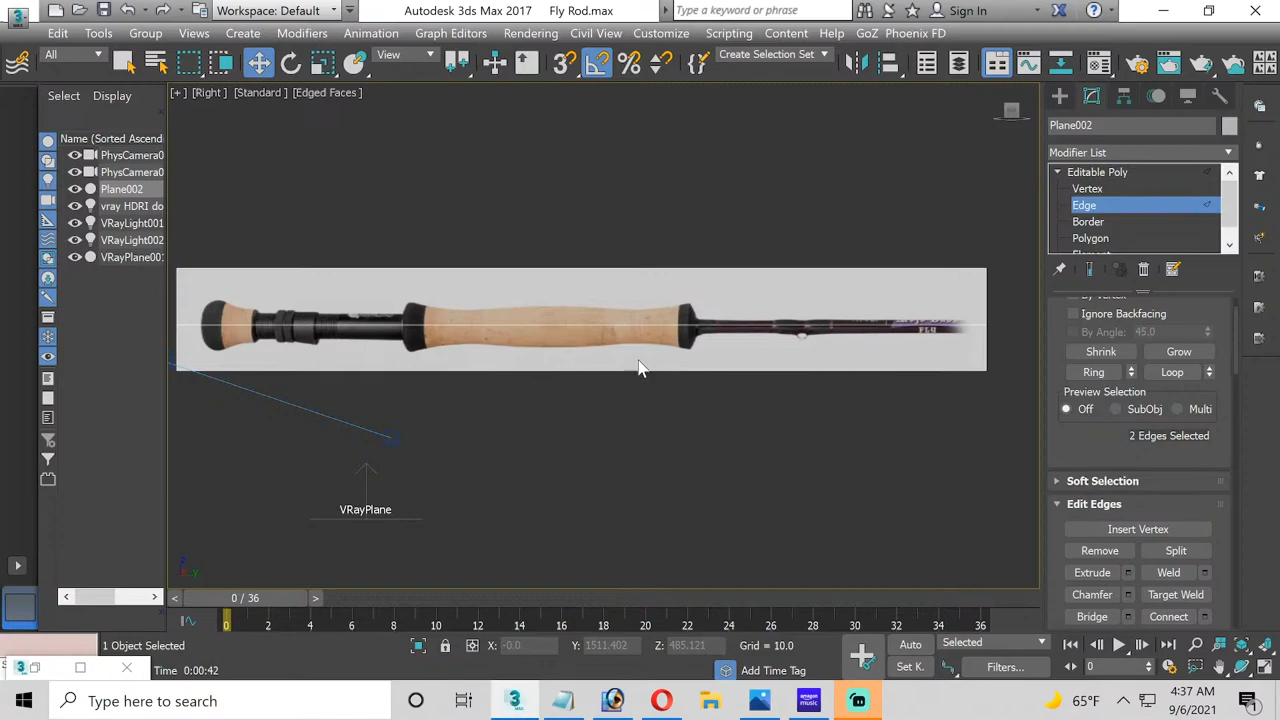 Workspace: Default
Autodesk 3ds Max 2017 Fly Rod.max
Type a keyword or phrase
Sign In
Edit Tools Group Views Create Modifiers Animation Graph Editors Rendering Civil View Customize Scripting Content Help GoZ Phoenix FD
All
View
Create Selection Set
Select Display
[+] [Right] [Standard] [Edged Faces]
Name (Sorted Ascend
PhysCamera0
PhysCamera0
Plane002
vray HDRI do
VRayLight001
VRayLight002
VRayPlane001
FLY
VRayPlane
Plane002
Modifier List
Editable Poly
Vertex
Edge
Border
Polygon
Element
By Vertex
Ignore Backfacing
By Angle: 45.0
Shrink Grow
Ring Loop
Preview Selection
Off SubObj Multi
2 Edges Selected
Soft Selection
Edit Edges
Insert Vertex
Remove Split
Extrude Weld
Chamfer Target Weld
Bridge Connect
0 / 36
0 2 4 6 8 10 12 14 16 18 20 22 24 26 28 30 32 34 36
1 Object Selected
X: -0.0 Y: 1511.402 Z: 485.121 Grid = 10.0
Auto Selected
Time: 0:00:42
Add Time Tag
Set K. Filters...
0
Type here to search
amazon music
65°F
4:37 AM
9/6/2021